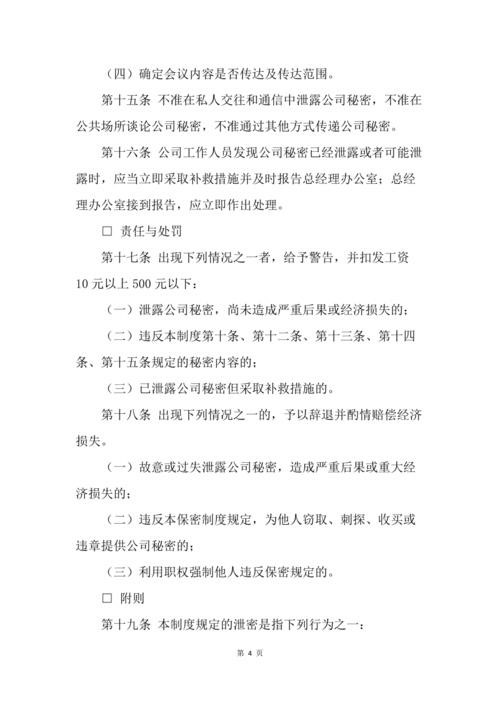 （四）确定会议内容是否传达及传达范围。
第十五条 不准在私人交往和通信中泄露公司秘密，不准在
公共场所谈论公司秘密，不准通过其他方式传递公司秘密。
第十六条 公司工作人员发现公司秘密已经泄露或者可能泄
露时，应当立即采取补救措施并及时报告总经理办公室；总经
理办公室接到报告，应立即作出处理。
□ 责任与处罚
第十七条 出现下列情况之一者，给予警告，并扣发工资
10 元以上 500 元以下：
（一）泄露公司秘密，尚未造成严重后果或经济损失的；
（二）违反本制度第十条、第十二条、第十三条、第十四
条、第十五条规定的秘密内容的；
（三）已泄露公司秘密但采取补救措施的。
第十八条 出现下列情况之一的，予以辞退并酌情赔偿经济
损失。
（一）故意或过失泄露公司秘密，造成严重后果或重大经
济损失的；
（二）违反本保密制度规定，为他人窃取、刺探、收买或
违章提供公司秘密的；
（三）利用职权强制他人违反保密规定的。
□ 附则
第十九条 本制度规定的泄密是指下列行为之一：
第 4 页